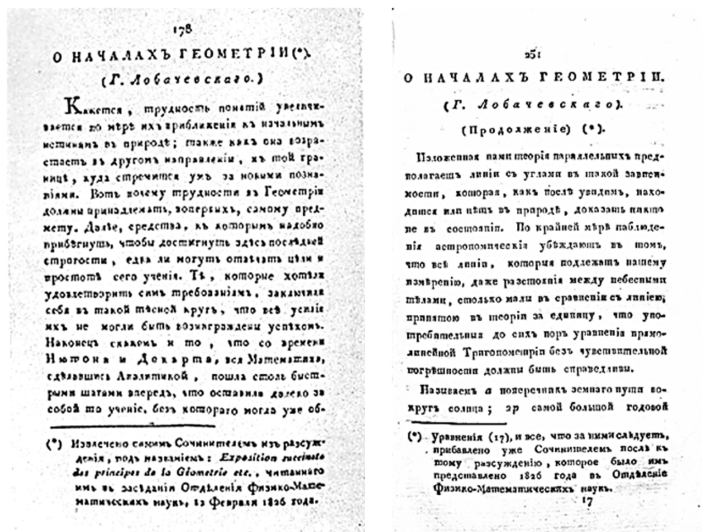 178
О НАЧАЛАХЪ ГЕОМЕТРІИ(*).
(Г. Лобачевскаго.)
Кажется, трудность понятій увеличи-
вается по мѣрѣ ихъ приближенія къ начальнымъ
истинамъ въ природѣ; также какъ она возра-
стаетъ въ другомъ направленіи, къ той гра-
ницѣ, куда стремится умъ за новыми позна-
ніями. Вотъ почему трудности въ Геометріи
должны принадлежать, вопервыхъ, самому пред-
мету. Далѣе, средства, къ которымъ надобно
прибѣгнуть, чтобы достигнуть здѣсь послѣдней
строгости, едва ли могутъ отвѣчать цѣли и
простотѣ сего ученія. Тѣ, которые хотѣли
удовлетворить симъ требованіямъ, заключили
себя въ такой тѣсной кругъ, что всѣ усилія
ихъ не могли быть вознаграждены успѣхомъ.
Наконецъ скажемъ и то, что со времени
Нютона и Декарта, вся Математика,
сдѣлавшись Аналитикой, пошла столь быст-
рыми шагами впередъ, что оставила далеко за
собой то ученіе, безъ котораго могла уже об-
(*) Извлечено самимъ Сочинителемъ изъ разсуж-
денія, подъ названіемъ: Exposition succincte
des principes de la Géometrie etc., читаннаго
имъ въ засѣданіи Отдѣленія Физико-Мате-
матическихъ наукъ, 12 Февраля 1826 года.
251
О НАЧАЛАХЪ ГЕОМЕТРІИ.
(Г. Лобачевскаго).
(Продолженіе) (*).
Изложенная нами теорія параллельныхъ пред-
полагаетъ линіи съ углами въ такой зависи-
мости, которая, какъ послѣ увидимъ, нахо-
дится или нѣтъ въ природѣ, доказать никто
не въ состояніи. По крайней мѣрѣ наблюде-
нія астрономическія убѣждаютъ въ томъ,
что всѣ линіи, которыя подлежатъ нашему
измѣренію, даже разстоянія между небесными
тѣлами, столько малы въ сравненіи съ линіею,
принятою въ теоріи за единицу, что упо-
требительныя до сихъ поръ уравненія прямо-
линейной Тригонометріи безъ чувствительной
погрѣшности должны быть справедливы.
Называемъ a поперечникъ земнаго пути во-
кругъ солнца; 2p самой большой годовой
(*) Уравненія (17), и все, что за ними слѣдуетъ,
прибавлено уже Сочинителемъ послѣ къ
тому разсужденію, которое было имъ
представлено 1826 года въ Отдѣленіе
Физико-Математическихъ наукъ.
17